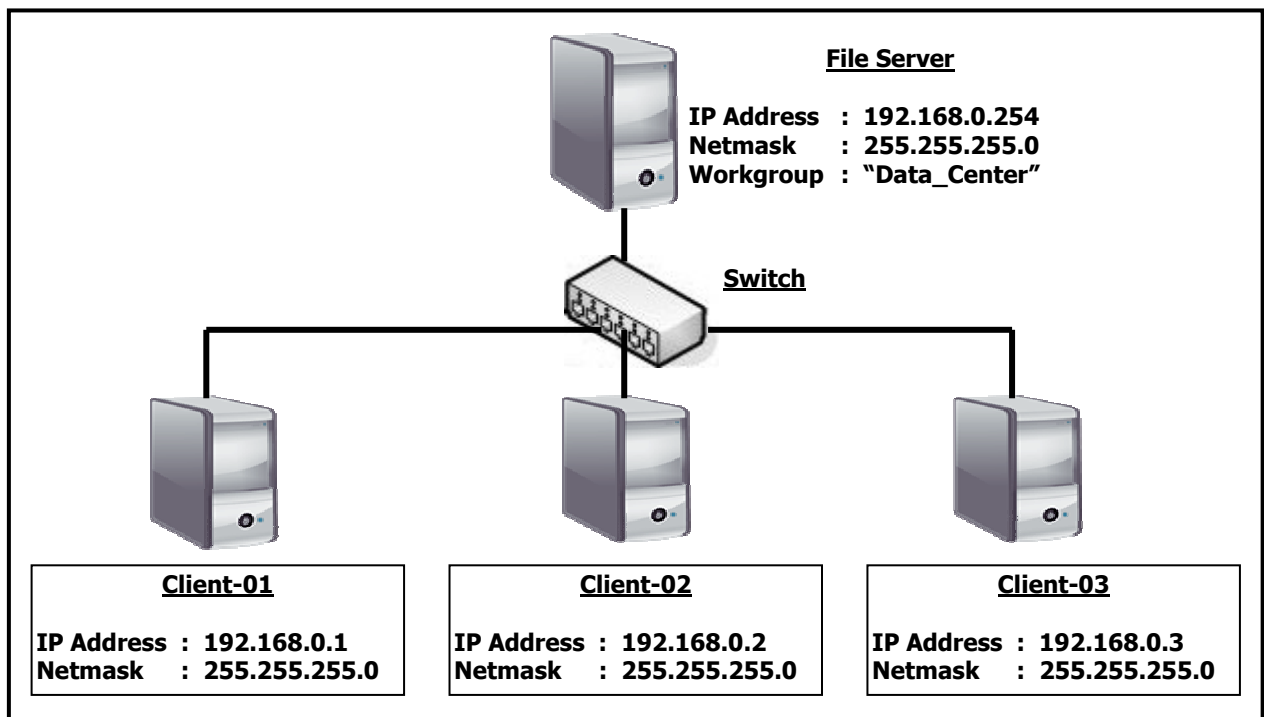 File Server
IP Address : 192.168.0.254
Netmask : 255.255.255.0
Workgroup : “Data_Center”
Switch
Client-01
IP Address : 192.168.0.1
Netmask : 255.255.255.0
Client-02
IP Address : 192.168.0.2
Netmask : 255.255.255.0
Client-03
IP Address : 192.168.0.3
Netmask : 255.255.255.0